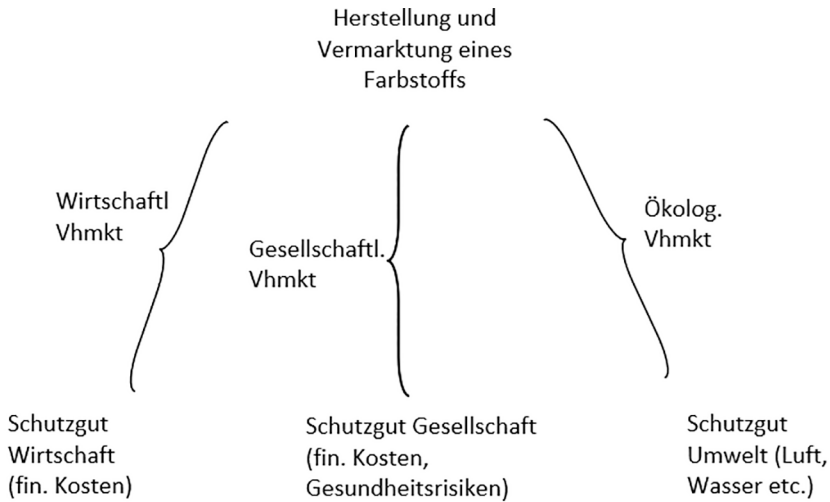 Herstellung und
Vermarktung eines
Farbstoffs
Wirtschaftl
Vhmkt
Gesellschaftl.
Vhmkt
Ökolog.
Vhmkt
Schutzgut
Wirtschaft
(fin. Kosten)
Schutzgut Gesellschaft
(fin. Kosten,
Gesundheitsrisiken)
Schutzgut
Umwelt (Luft,
Wasser etc.)